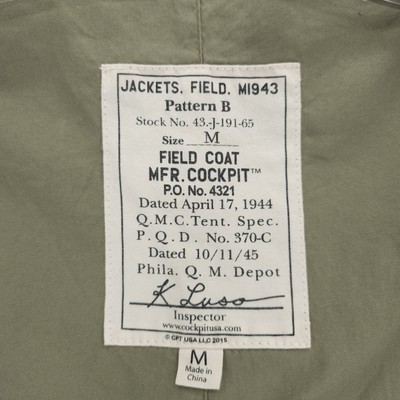 JACKETS, FIELD, M1943
Pattern B
Stock No. 43.-J-191-65
Size M
FIELD COAT
MFR. COCKPIT™
P.O. No. 4321
Dated April 17, 1944
Q.M.C. Tent. Spec.
P. Q. D. No. 370-C
Dated 10/11/45
Phila. Q. M. Depot
K Luso
Inspector
www.cockpitusa.com
© CPT USA LLC 2015
M
Made in
China